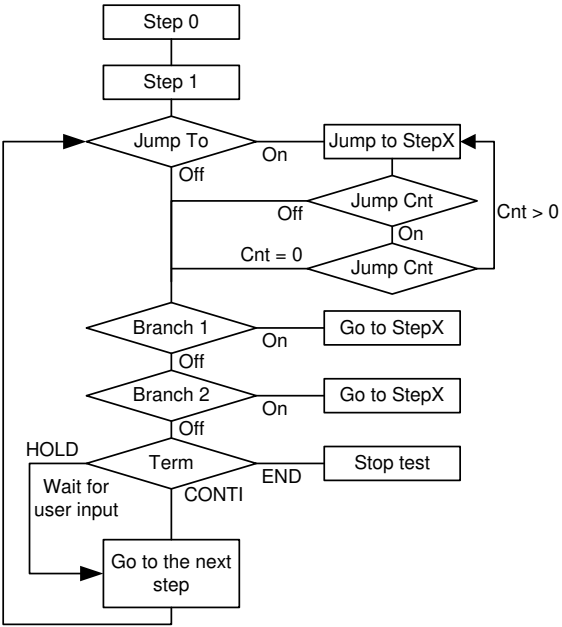 Step 0
Step 1
Jump To
On
Jump to StepX
Off
Jump Cnt
Off
On
Cnt > 0
Cnt = 0
Jump Cnt
Branch 1
On
Go to StepX
Off
Branch 2
On
Go to StepX
Off
HOLD
Term
END
Stop test
Wait for
user input
CONTI
Go to the next
step